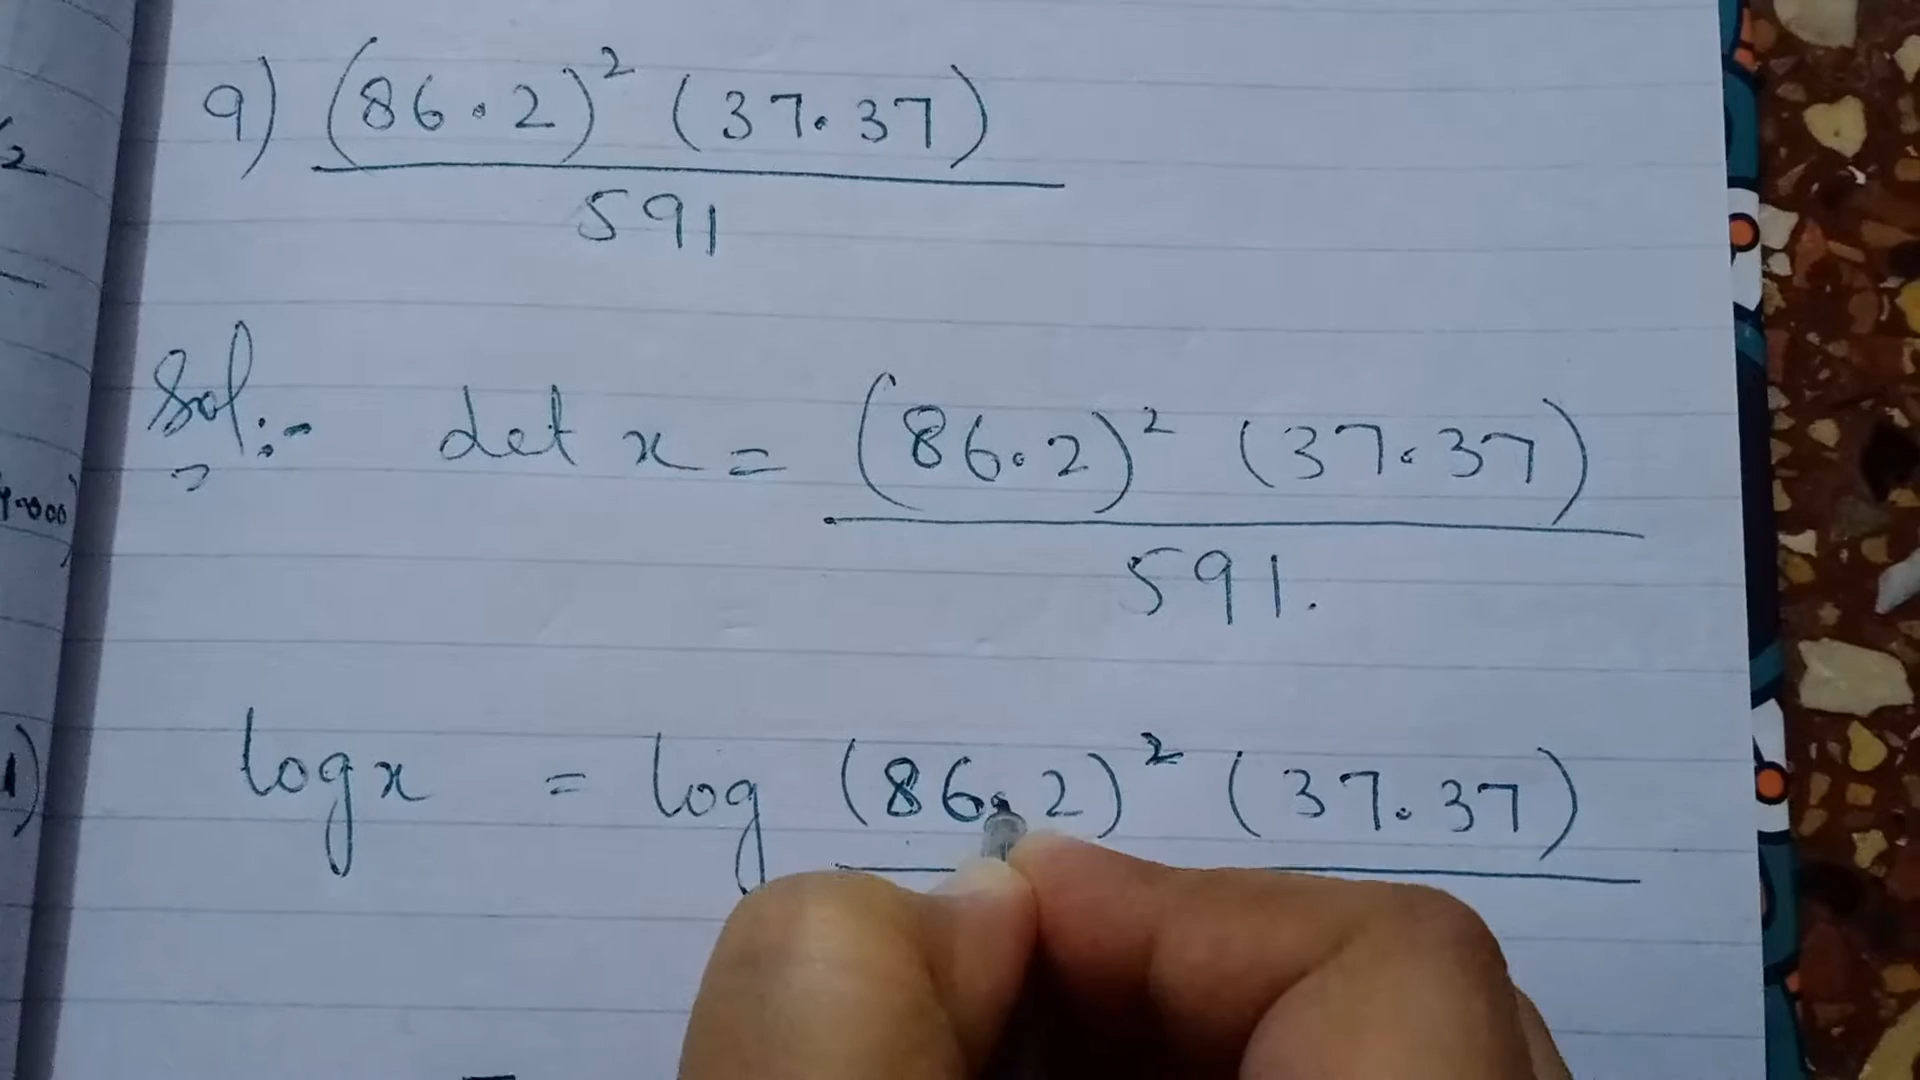 9) (86.2)² (37.37)
591
Sol:- let x = (86.2)² (37.37)
591.
log x = log (86.2)² (37.37)